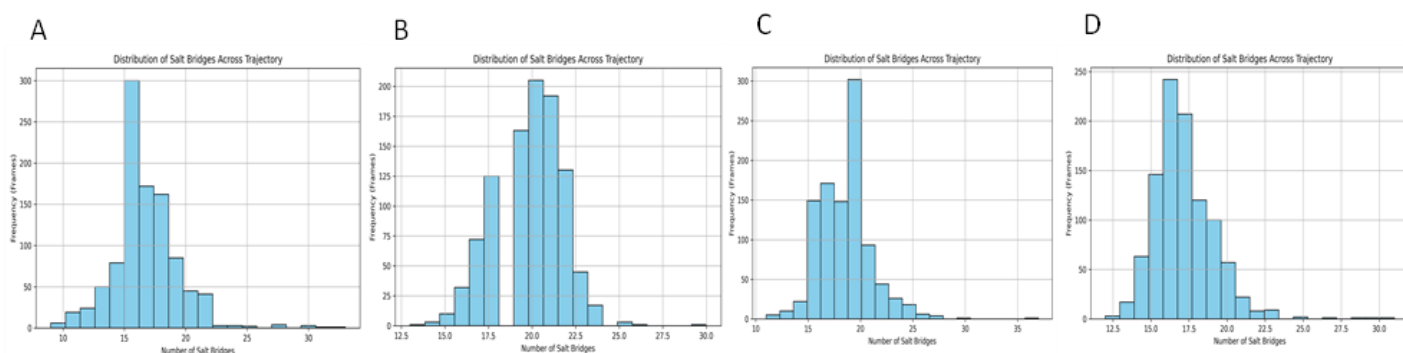 A
B
C
D
Distribution of Salt Bridges Across Trajectory
Distribution of Salt Bridges Across Trajectory
Distribution of Salt Bridges Across Trajectory
Distribution of Salt Bridges Across Trajectory
Frequency (Frames)
300
250
200
150
100
50
0
10 15 20 25 30
Number of Salt Bridges
Frequency (Frames)
200
175
150
125
100
75
50
25
0
12.5 15.0 17.5 20.0 22.5 25.0 27.5 30.0
Number of Salt Bridges
Frequency (Frames)
300
250
200
150
100
50
0
10 15 20 25 30 35
Number of Salt Bridges
Frequency (Frames)
250
200
150
100
50
0
12.5 15.0 17.5 20.0 22.5 25.0 27.5 30.0
Number of Salt Bridges